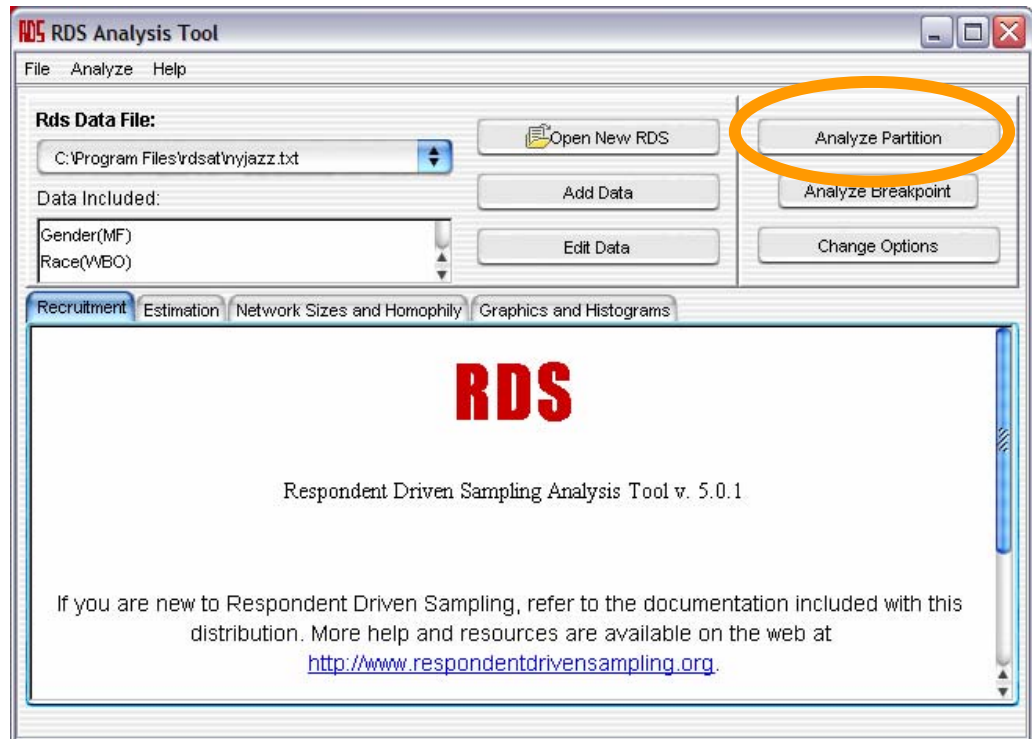 RDS RDS Analysis Tool
File Analyze Help
Rds Data File:
C:\Program Files\rdsat\nyjazz.txt
Data Included:
Gender(MF)
Race(WBO)
Open New RDS
Add Data
Edit Data
Analyze Partition
Analyze Breakpoint
Change Options
Recruitment Estimation Network Sizes and Homophily Graphics and Histograms
RDS
Respondent Driven Sampling Analysis Tool v. 5.0.1
If you are new to Respondent Driven Sampling, refer to the documentation included with this
distribution. More help and resources are available on the web at
http://www.respondentdrivensampling.org.